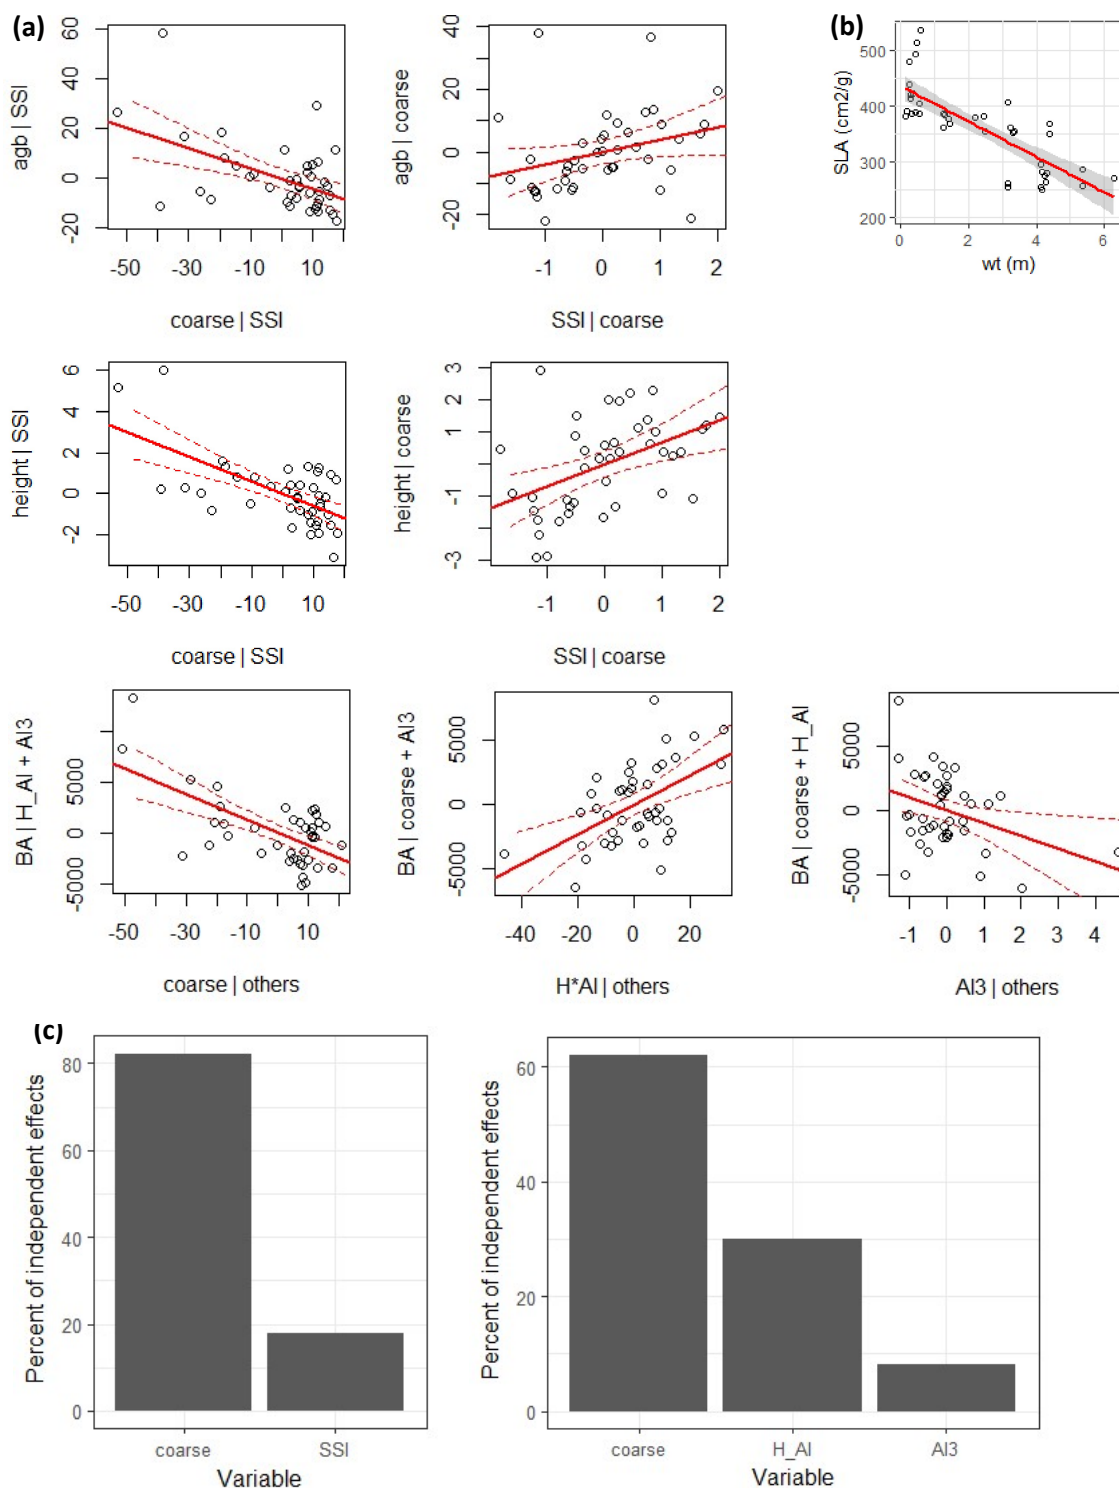 (a)
agb | SSI
60
40
20
0
-20
-50
-30
-10
10
coarse | SSI
agb | coarse
40
20
0
-20
-1
0
1
2
SSI | coarse
(b)
SLA (cm2/g)
500
400
300
200
0
2
4
6
wt (m)
height | SSI
6
4
2
0
-2
-50
-30
-10
10
coarse | SSI
height | coarse
3
2
1
-1
-3
-1
0
1
2
SSI | coarse
BA | H_AI + AI3
5000
0
-5000
-50
-30
-10
10
coarse | others
BA | coarse + AI3
5000
0
-5000
-40
-20
0
20
H*AI | others
BA | coarse + H_AI
5000
0
-5000
-1
0
1
2
3
4
AI3 | others
(c)
Percent of independent effects
80
60
40
20
0
coarse
SSI
Variable
Percent of independent effects
60
40
20
0
coarse
H_AI
AI3
Variable